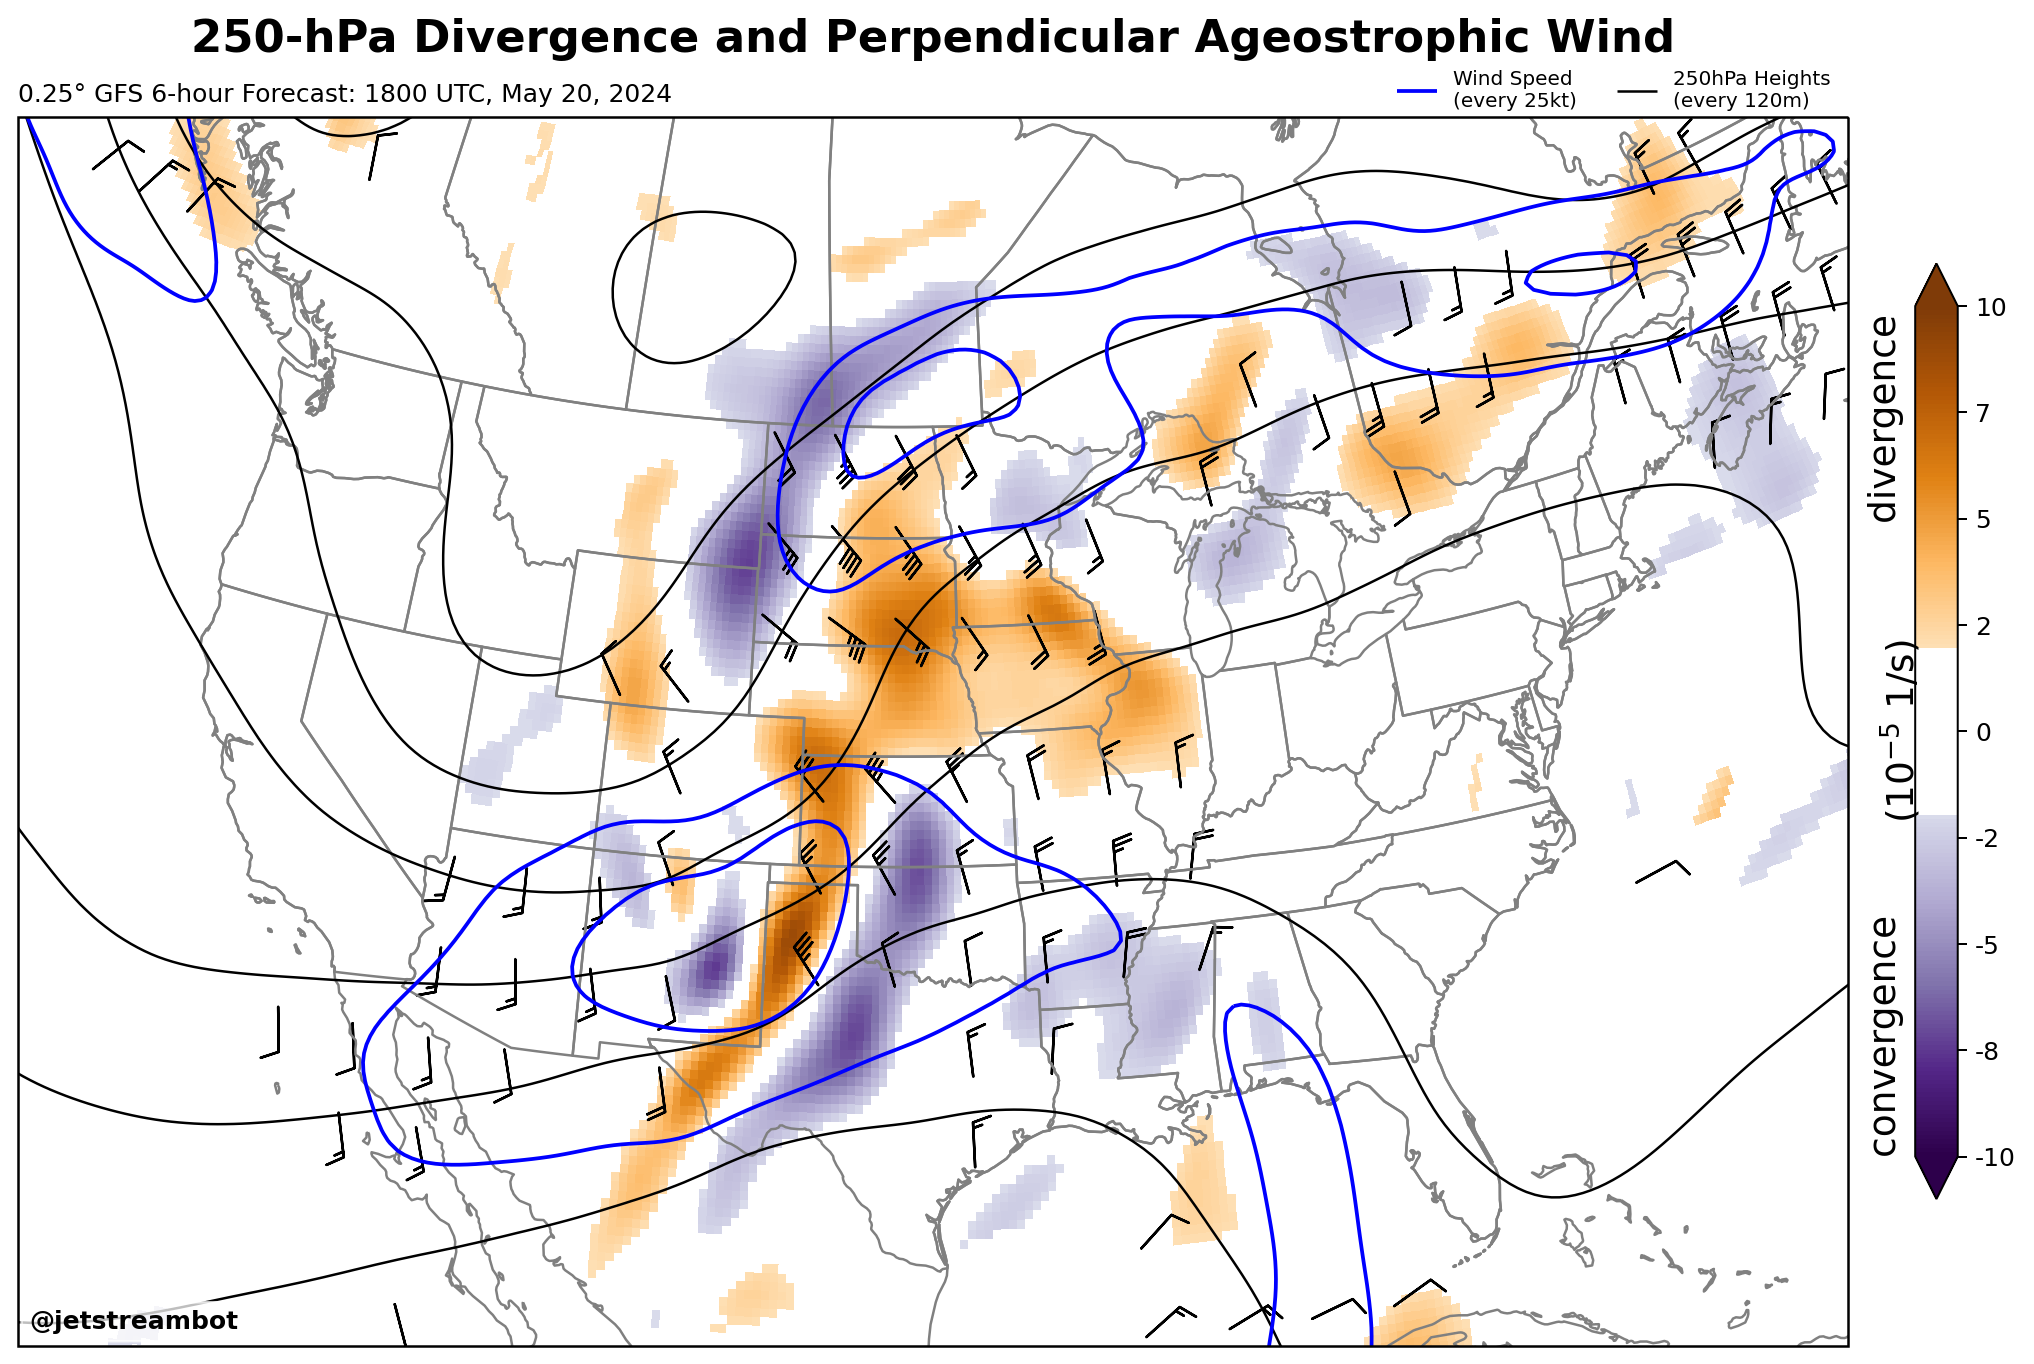 250-hPa Divergence and Perpendicular Ageostrophic Wind
0.25° GFS 6-hour Forecast: 1800 UTC, May 20, 2024
Wind Speed
(every 25kt)
250hPa Heights
(every 120m)
10
7
5
2
0
-2
-5
-8
-10
convergence (10⁻⁵ 1/s) divergence
@jetstreambot